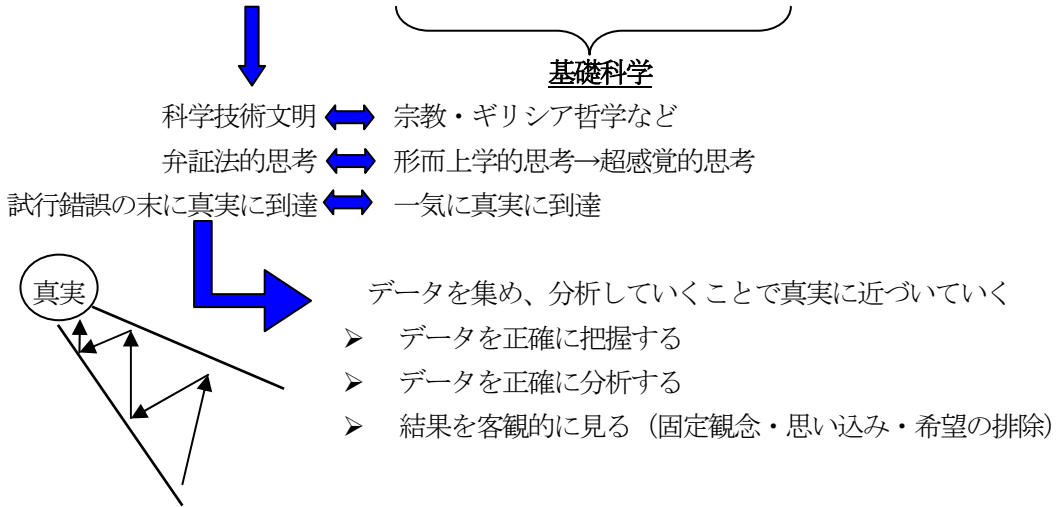 基礎科学
科学技術文明 宗教・ギリシア哲学など
弁証法的思考 形而上学的思考→超感覚的思考
試行錯誤の末に真実に到達 一気に真実に到達
真実
データを集め、分析していくことで真実に近づいていく
➢ データを正確に把握する
➢ データを正確に分析する
➢ 結果を客観的に見る（固定観念・思い込み・希望の排除）